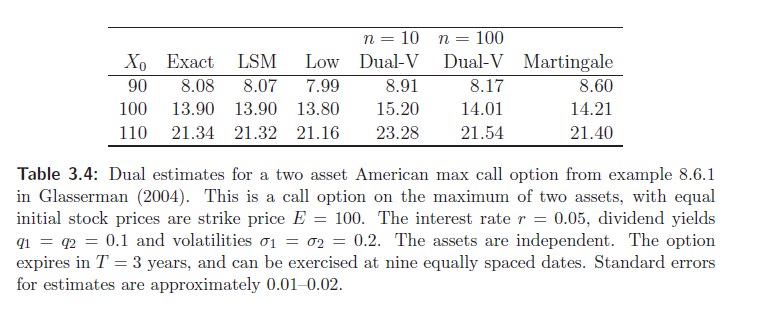 n = 10 n = 100
X₀ Exact LSM Low Dual-V Dual-V Martingale
90 8.08 8.07 7.99 8.91 8.17 8.60
100 13.90 13.90 13.80 15.20 14.01 14.21
110 21.34 21.32 21.16 23.28 21.54 21.40
Table 3.4: Dual estimates for a two asset American max call option from example 8.6.1
in Glasserman (2004). This is a call option on the maximum of two assets, with equal
initial stock prices are strike price E = 100. The interest rate r = 0.05, dividend yields
q₁ = q₂ = 0.1 and volatilities σ₁ = σ₂ = 0.2. The assets are independent. The option
expires in T = 3 years, and can be exercised at nine equally spaced dates. Standard errors
for estimates are approximately 0.01–0.02.